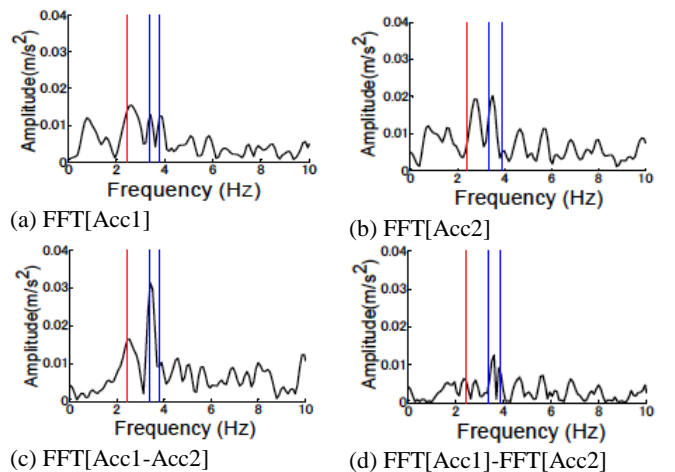 0.04
0.03
0.02
0.01
0
Amplitude(m/s²)
0 2 4 6 8 10
Frequency (Hz)
(a) FFT[Acc1]
0.04
0.03
0.02
0.01
0
Amplitude(m/s²)
0 2 4 6 8 10
Frequency (Hz)
(b) FFT[Acc2]
0.04
0.03
0.02
0.01
0
Amplitude(m/s²)
0 2 4 6 8 10
Frequency (Hz)
(c) FFT[Acc1-Acc2]
0.04
0.03
0.02
0.01
0
Amplitude(m/s²)
0 2 4 6 8 10
Frequency (Hz)
(d) FFT[Acc1]-FFT[Acc2]